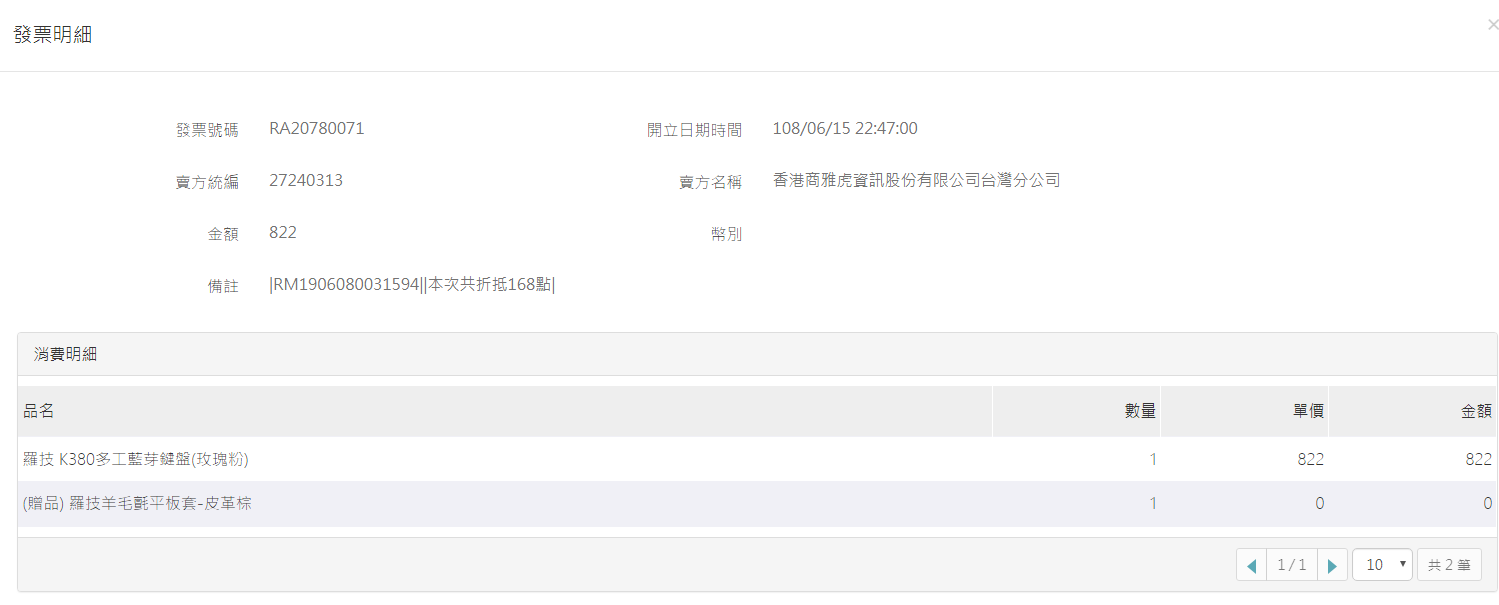 發票明細
×
發票號碼 RA20780071 開立日期時間 108/06/15 22:47:00
賣方統編 27240313 賣方名稱 香港商雅虎資訊股份有限公司台灣分公司
金額 822 幣別
備註 |RM1906080031594||本次共折抵168點|
消費明細
品名 數量 單價 金額
羅技 K380多工藍芽鍵盤(玫瑰粉) 1 822 822
(贈品) 羅技羊毛氈平板套-皮革棕 1 0 0
1 / 1 10 共 2 筆